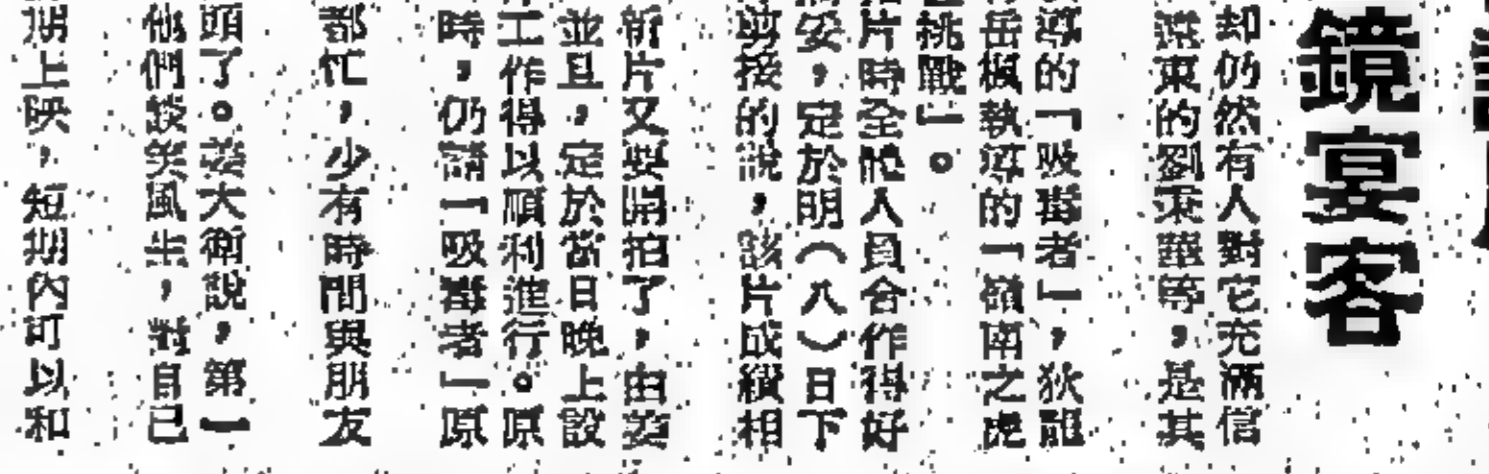 鏡宴客
却仍然有人對它充滿信
東的劉秉華等，是其
導的「吸毒者」，狄龍
岳楓執導的「嶺南之虎
挑戰」。
片時全體人員合作得好
妥，定於明（八）日下
剪接的說，該片成績相
新片又要開拍了，由姜
並且，定於當日晚上設
工作得以順利進行。原
時，仍請「吸毒者」原
都忙，少有時間與朋友
頭了。姜大衛說，第一
他們談笑風生，對自己
期上映，短期內可以和